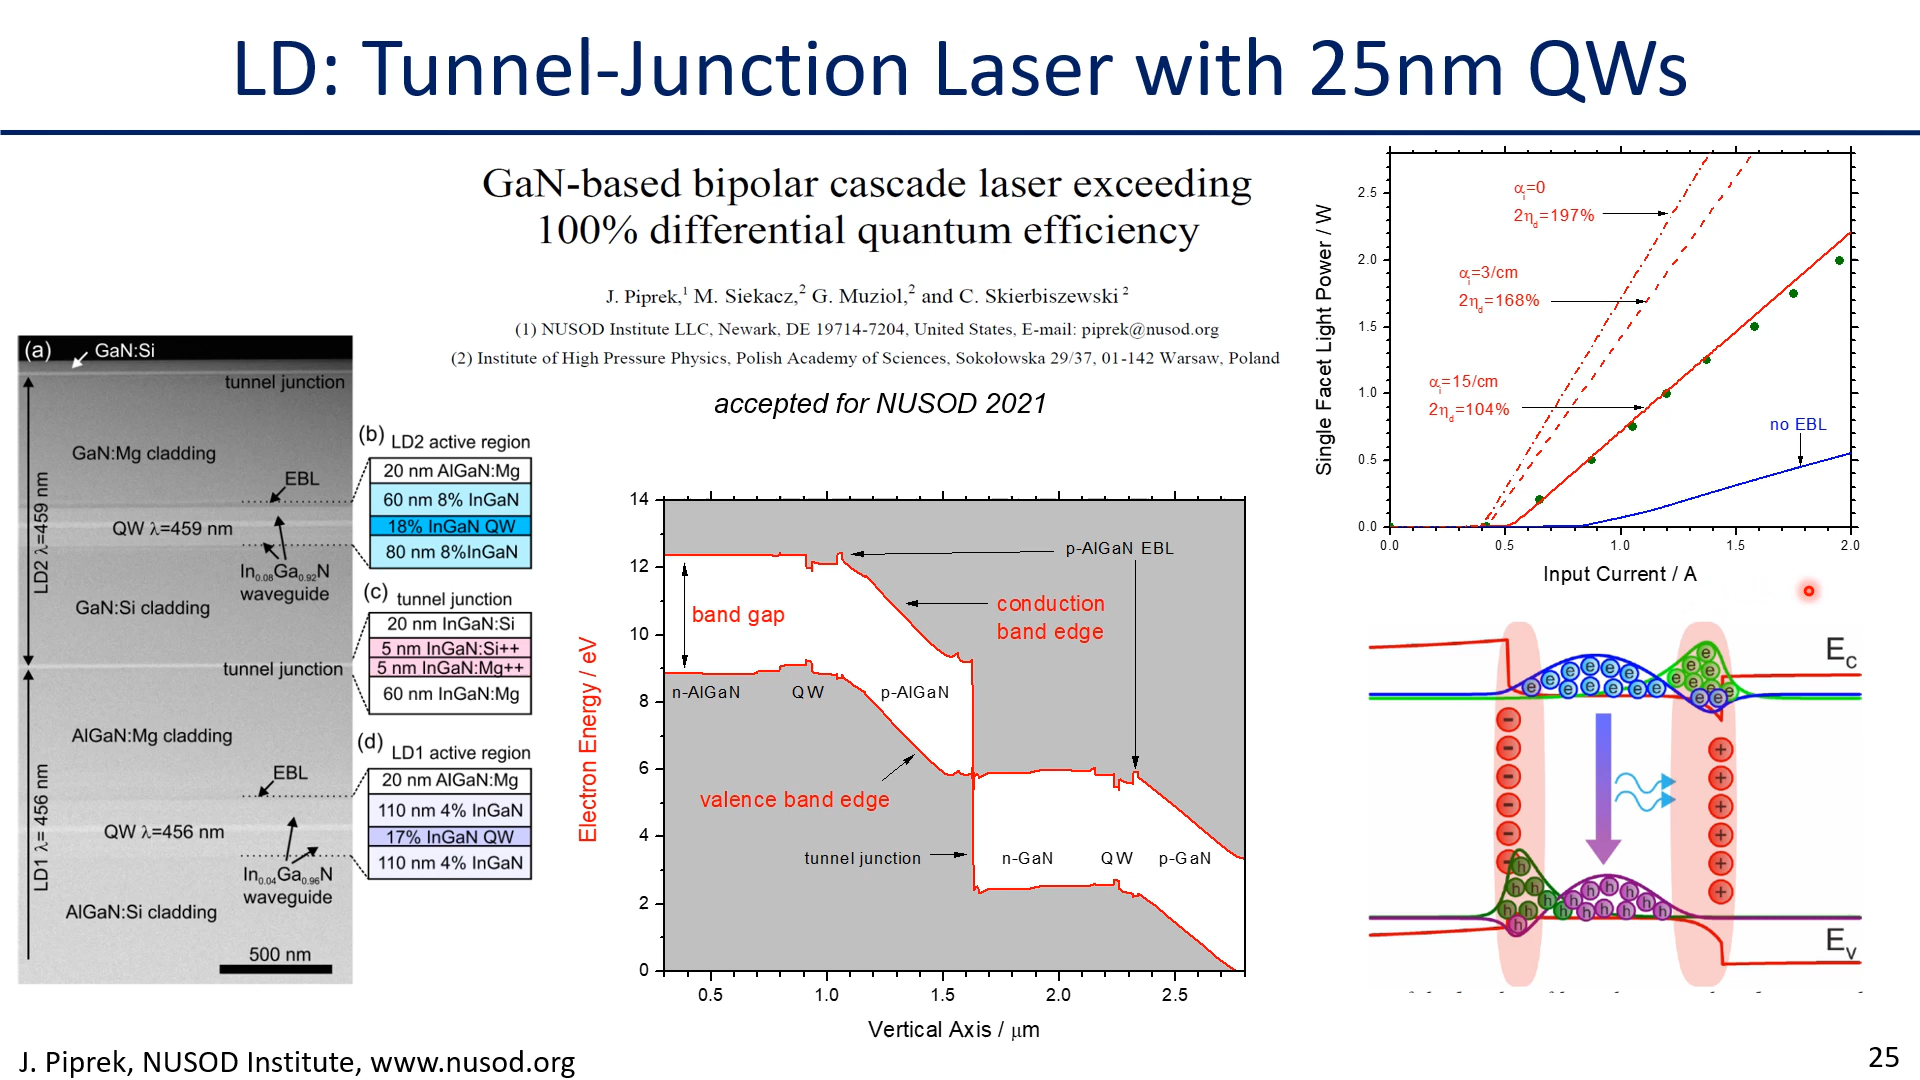 LD: Tunnel-Junction Laser with 25nm QWs
GaN-based bipolar cascade laser exceeding
100% differential quantum efficiency
J. Piprek,¹ M. Siekacz,² G. Muziol,² and C. Skierbiszewski ²
(1) NUSOD Institute LLC, Newark, DE 19714-7204, United States, E-mail: piprek@nusod.org
(2) Institute of High Pressure Physics, Polish Academy of Sciences, Sokołowska 29/37, 01-142 Warsaw, Poland
accepted for NUSOD 2021
(a)
GaN:Si
tunnel junction
GaN:Mg cladding
EBL
QW λ=459 nm
In₀.₀₈Ga₀.₉₂N
waveguide
GaN:Si cladding
LD2 λ=459 nm
tunnel junction
AlGaN:Mg cladding
EBL
QW λ=456 nm
In₀.₀₄Ga₀.₉₆N
waveguide
AlGaN:Si cladding
LD1 λ= 456 nm
500 nm
(b) LD2 active region
20 nm AlGaN:Mg
60 nm 8% InGaN
18% InGaN QW
80 nm 8%InGaN
(c) tunnel junction
20 nm InGaN:Si
5 nm InGaN:Si++
5 nm InGaN:Mg++
60 nm InGaN:Mg
(d) LD1 active region
20 nm AlGaN:Mg
110 nm 4% InGaN
17% InGaN QW
110 nm 4% InGaN
Electron Energy / eV
14
12
10
8
6
4
2
0
0.5 1.0 1.5 2.0 2.5
Vertical Axis / μm
p-AlGaN EBL
band gap
conduction
band edge
n-AlGaN QW p-AlGaN
valence band edge
tunnel junction
n-GaN QW p-GaN
Single Facet Light Power / W
2.5
2.0
1.5
1.0
0.5
0.0
0.0 0.5 1.0 1.5 2.0
Input Current / A
αᵢ=0
2η_d=197%
αᵢ=3/cm
2η_d=168%
αᵢ=15/cm
2η_d=104%
no EBL
E_C
e e e e e e e e e e e e e e e e
- - - - - -
+ + + + + +
h h h h h h h h h h h h h h
E_v
J. Piprek, NUSOD Institute, www.nusod.org
25